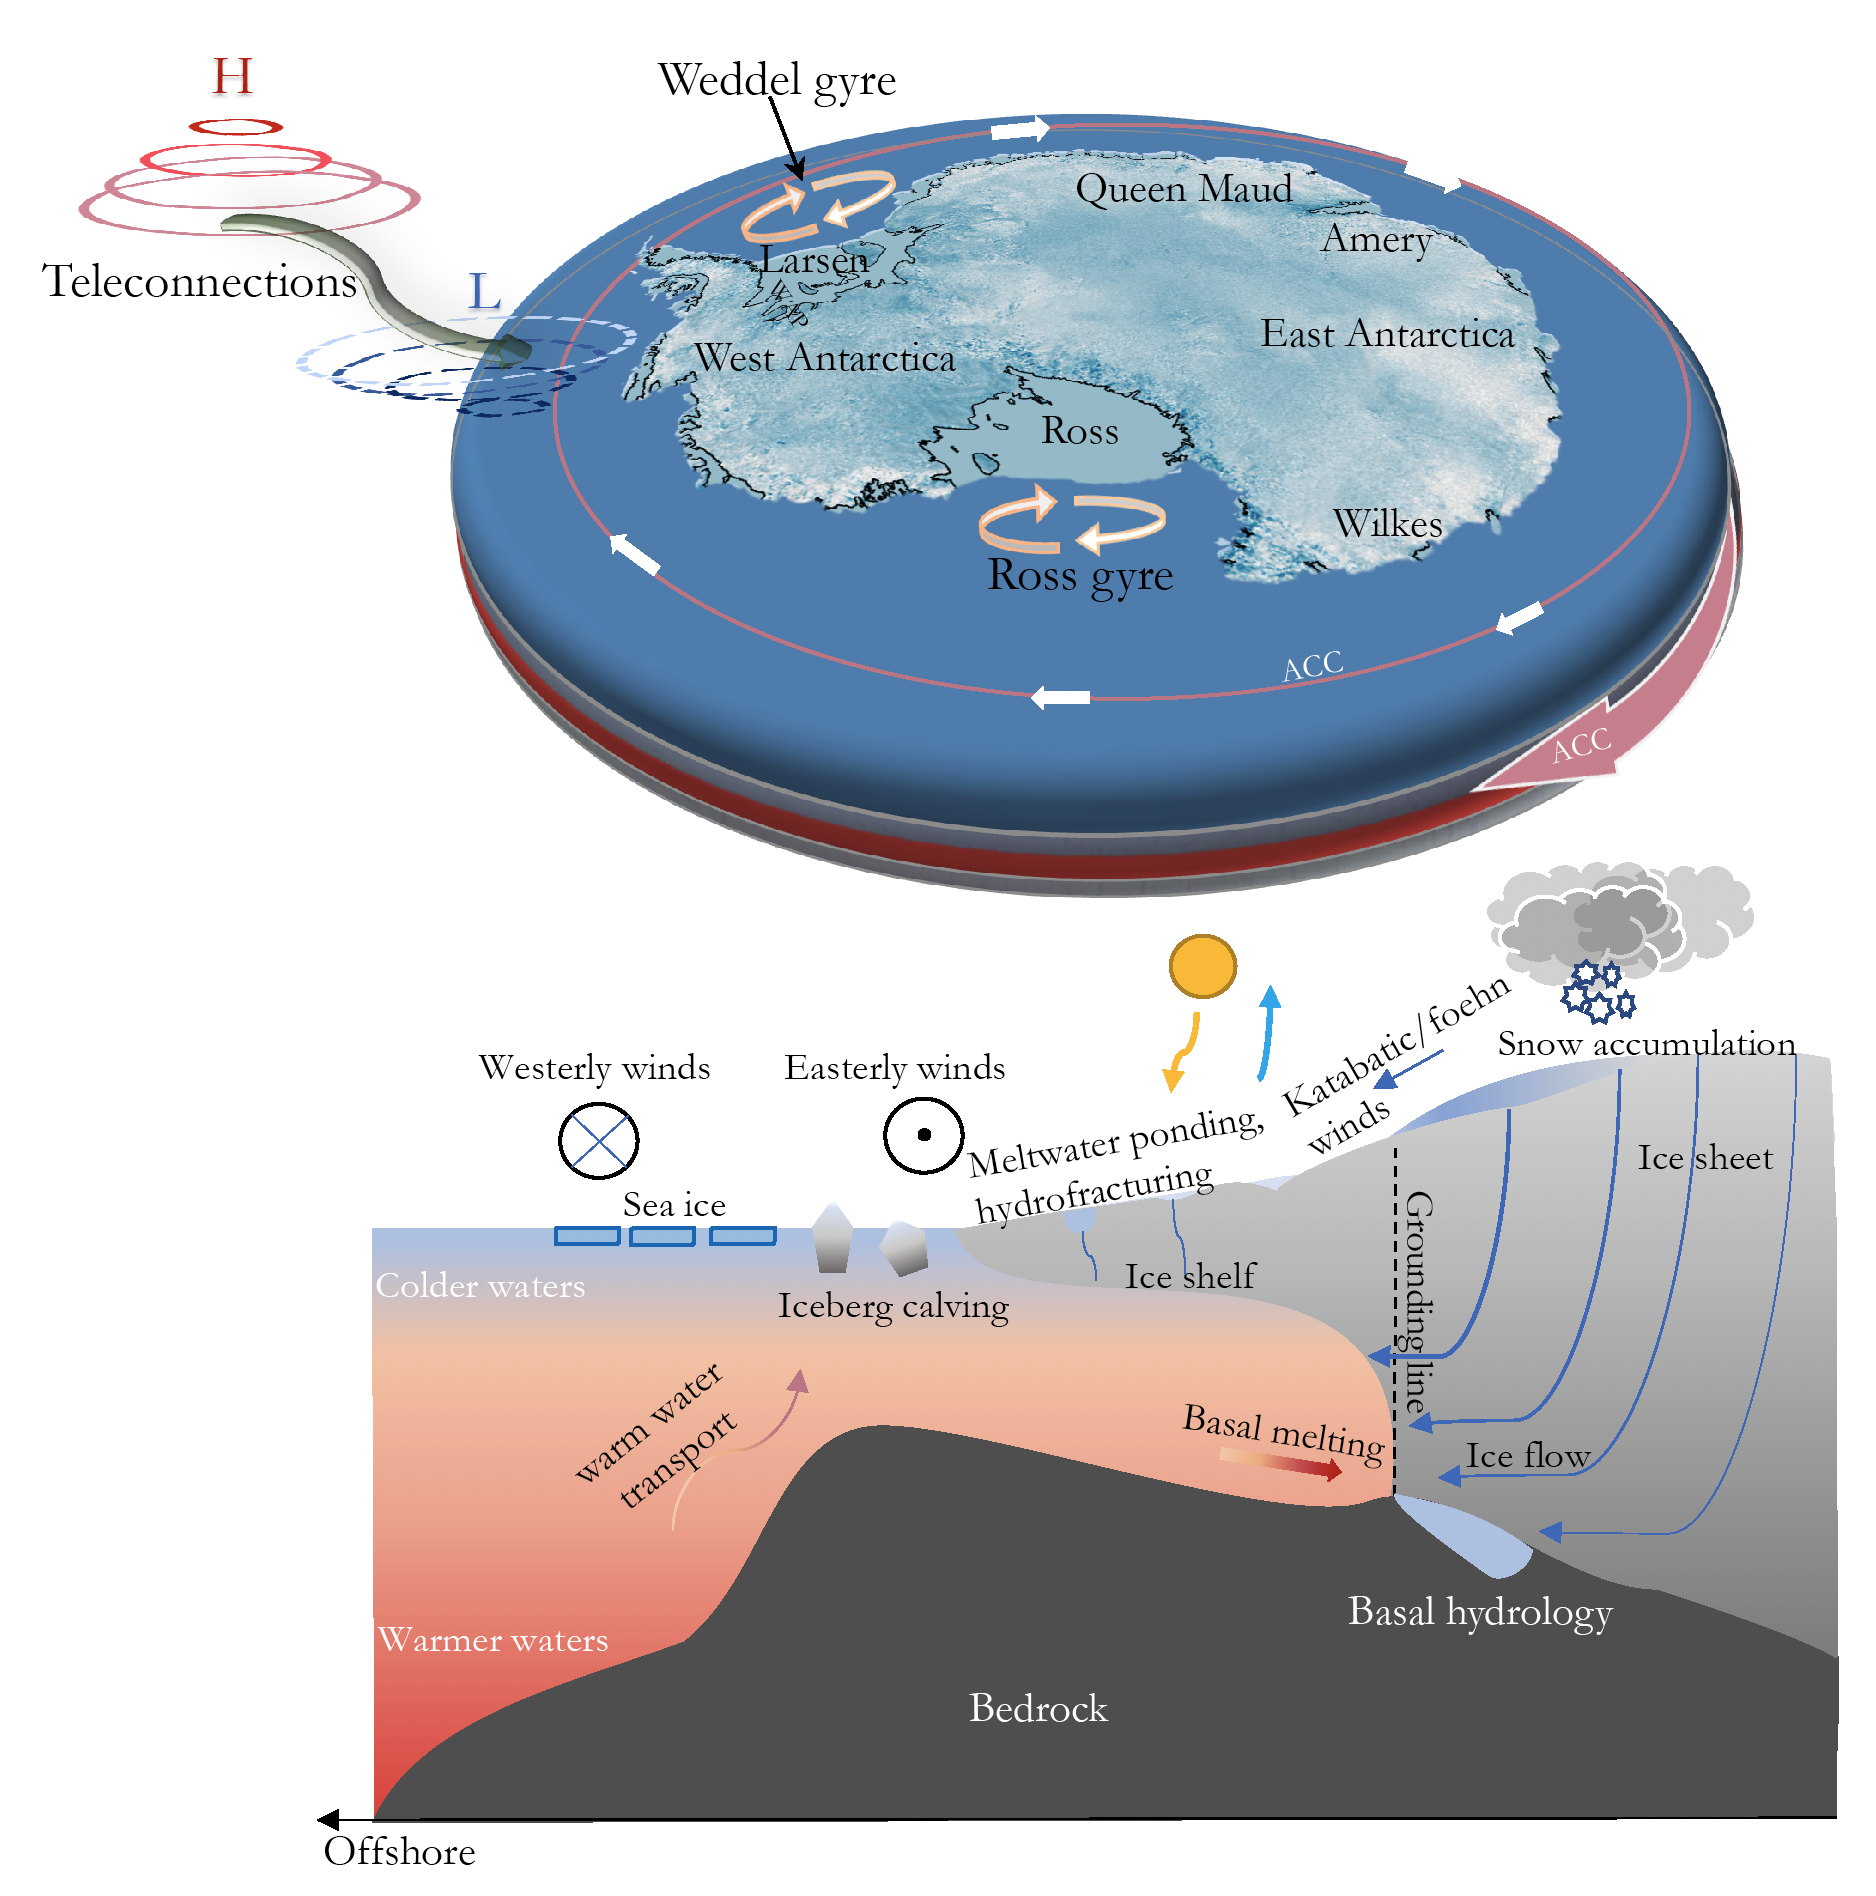 H
Weddel gyre
Teleconnections
L
Queen Maud
Amery
Larsen
East Antarctica
West Antarctica
Ross
Wilkes
Ross gyre
ACC
ACC
Katabatic/foehn
winds
Snow accumulation
Westerly winds
Easterly winds
Meltwater ponding,
hydrofracturing
Ice sheet
Sea ice
Grounding line
Colder waters
Ice shelf
Iceberg calving
warm water
transport
Basal melting
Ice flow
Basal hydrology
Warmer waters
Bedrock
Offshore